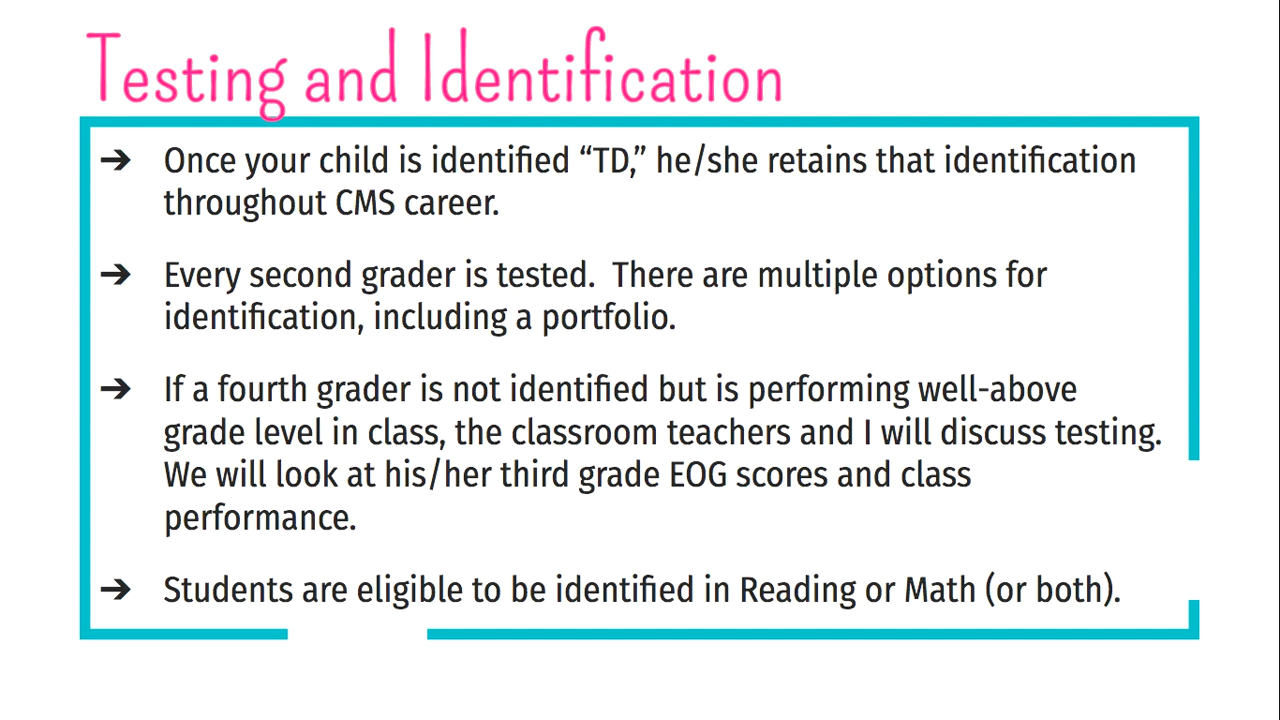 Testing and Identification
➔ Once your child is identified “TD,” he/she retains that identification
throughout CMS career.
➔ Every second grader is tested.  There are multiple options for
identification, including a portfolio.
➔ If a fourth grader is not identified but is performing well-above
grade level in class, the classroom teachers and I will discuss testing.
We will look at his/her third grade EOG scores and class
performance.
➔ Students are eligible to be identified in Reading or Math (or both).